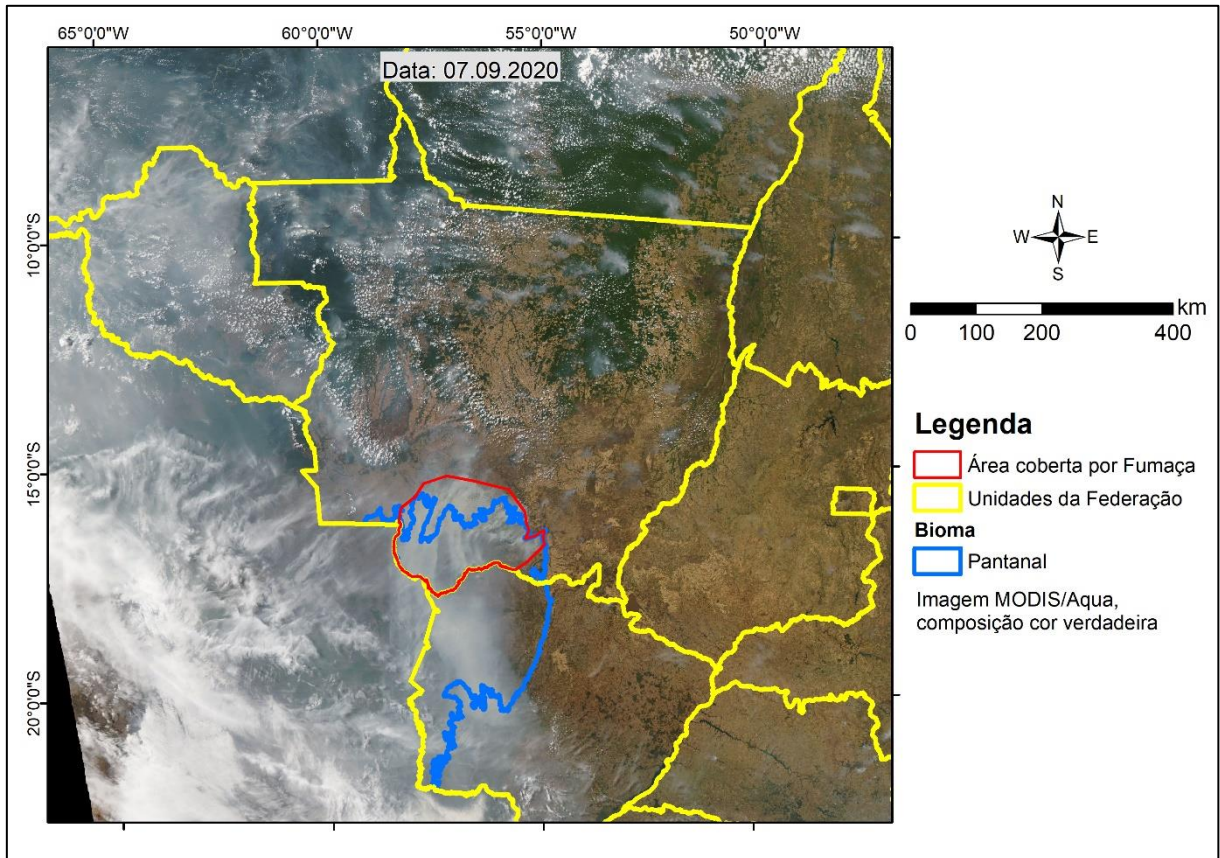 65°0'0"W 60°0'0"W 55°0'0"W 50°0'0"W
Data: 07.09.2020
10°0'0"S
15°0'0"S
20°0'0"S
N
W E
S
km
0 100 200 400
Legenda
Área coberta por Fumaça
Unidades da Federação
Bioma
Pantanal
Imagem MODIS/Aqua,
composição cor verdadeira